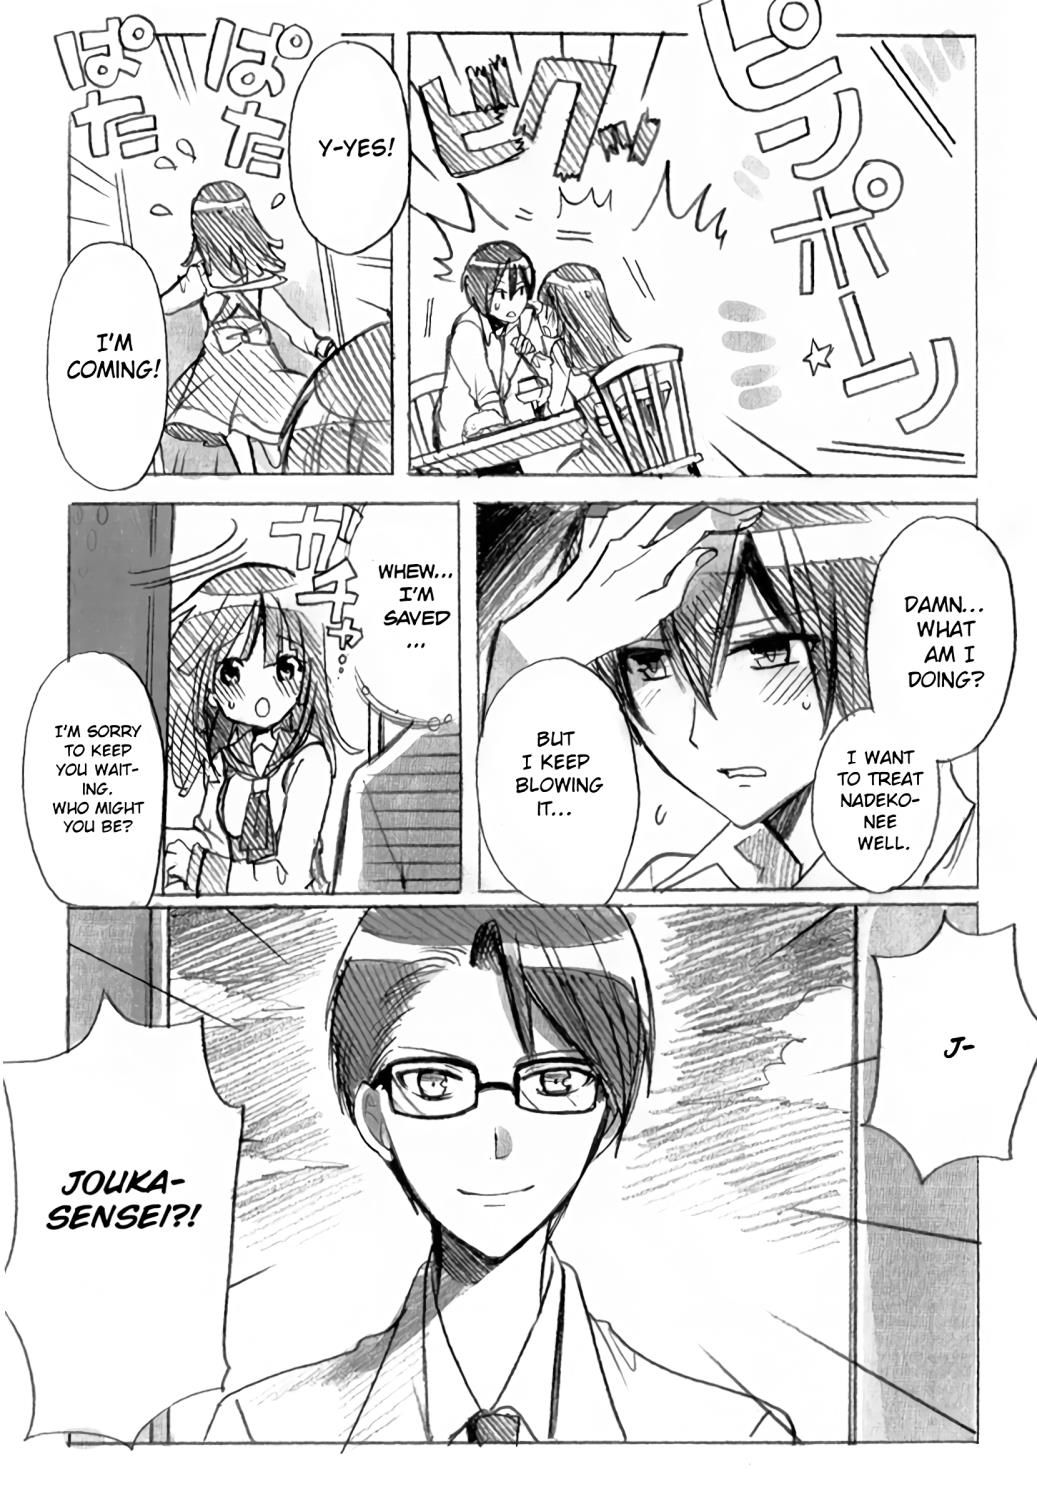 ピンポーン
ビクッ
Y-YES!
ぱた
ぱた
I'M
COMING!
DAMN...
WHAT
AM I
DOING?
I WANT
TO TREAT
NADEKO-
NEE
WELL.
BUT
I KEEP
BLOWING
IT...
WHEW...
I'M
SAVED
...
ガチャ...
I'M SORRY
TO KEEP
YOU WAIT-
ING.
WHO MIGHT
YOU BE?
J-
JOUKA-
SENSEI?!